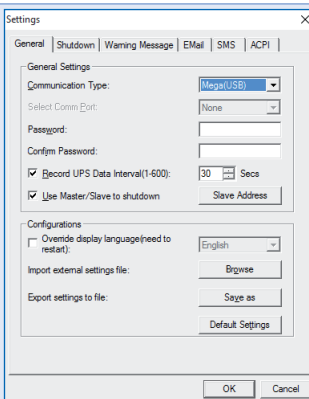 Settings
General Shutdown Warning Message EMail SMS ACPI
General Settings
Communication Type: Mega(USB)
Select Comm Port: None
Password:
Confirm Password:
Record UPS Data Interval(1-600): 30 Secs
Use Master/Slave to shutdown Slave Address
Configurations
Override display language(need to
restart): English
Import external settings file: Browse
Export settings to file: Save as
Default Settings
OK Cancel